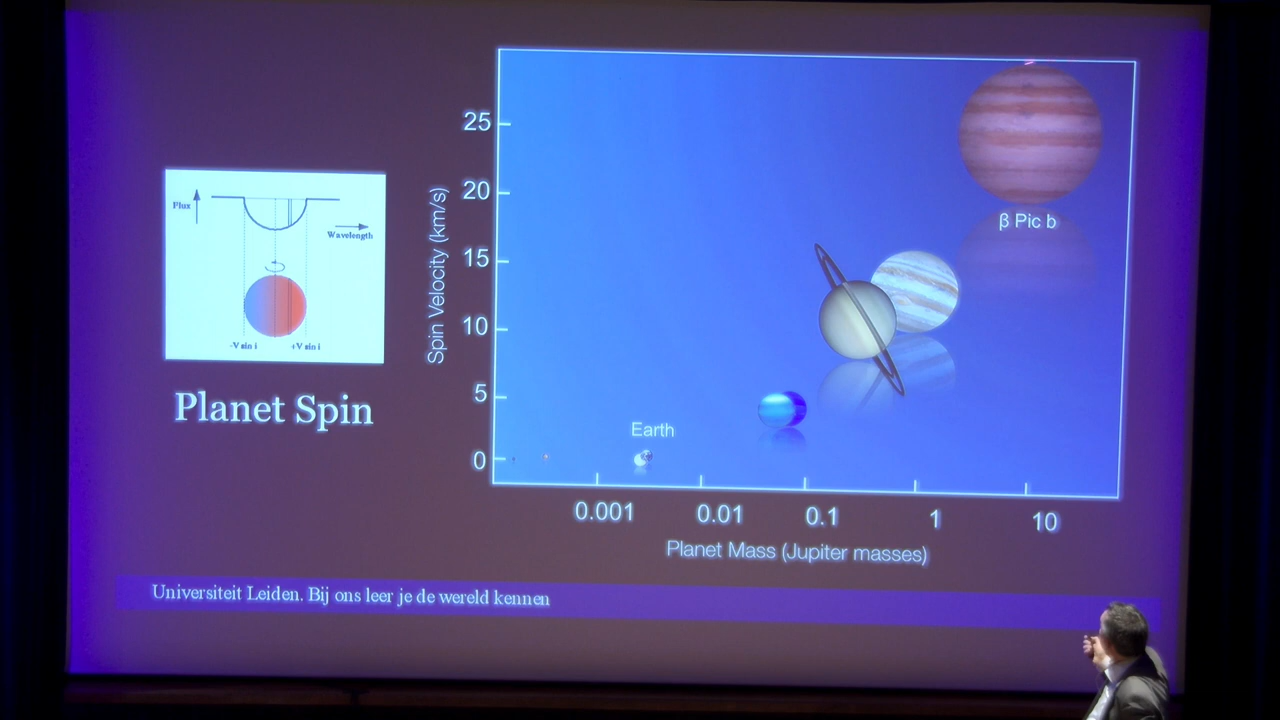 Flux
Wavelength
-V sin i
+V sin i
Planet Spin
Spin Velocity (km/s)
25
20
15
10
5
0
β Pic b
Earth
0.001
0.01
0.1
1
10
Planet Mass (Jupiter masses)
Universiteit Leiden. Bij ons leer je de wereld kennen